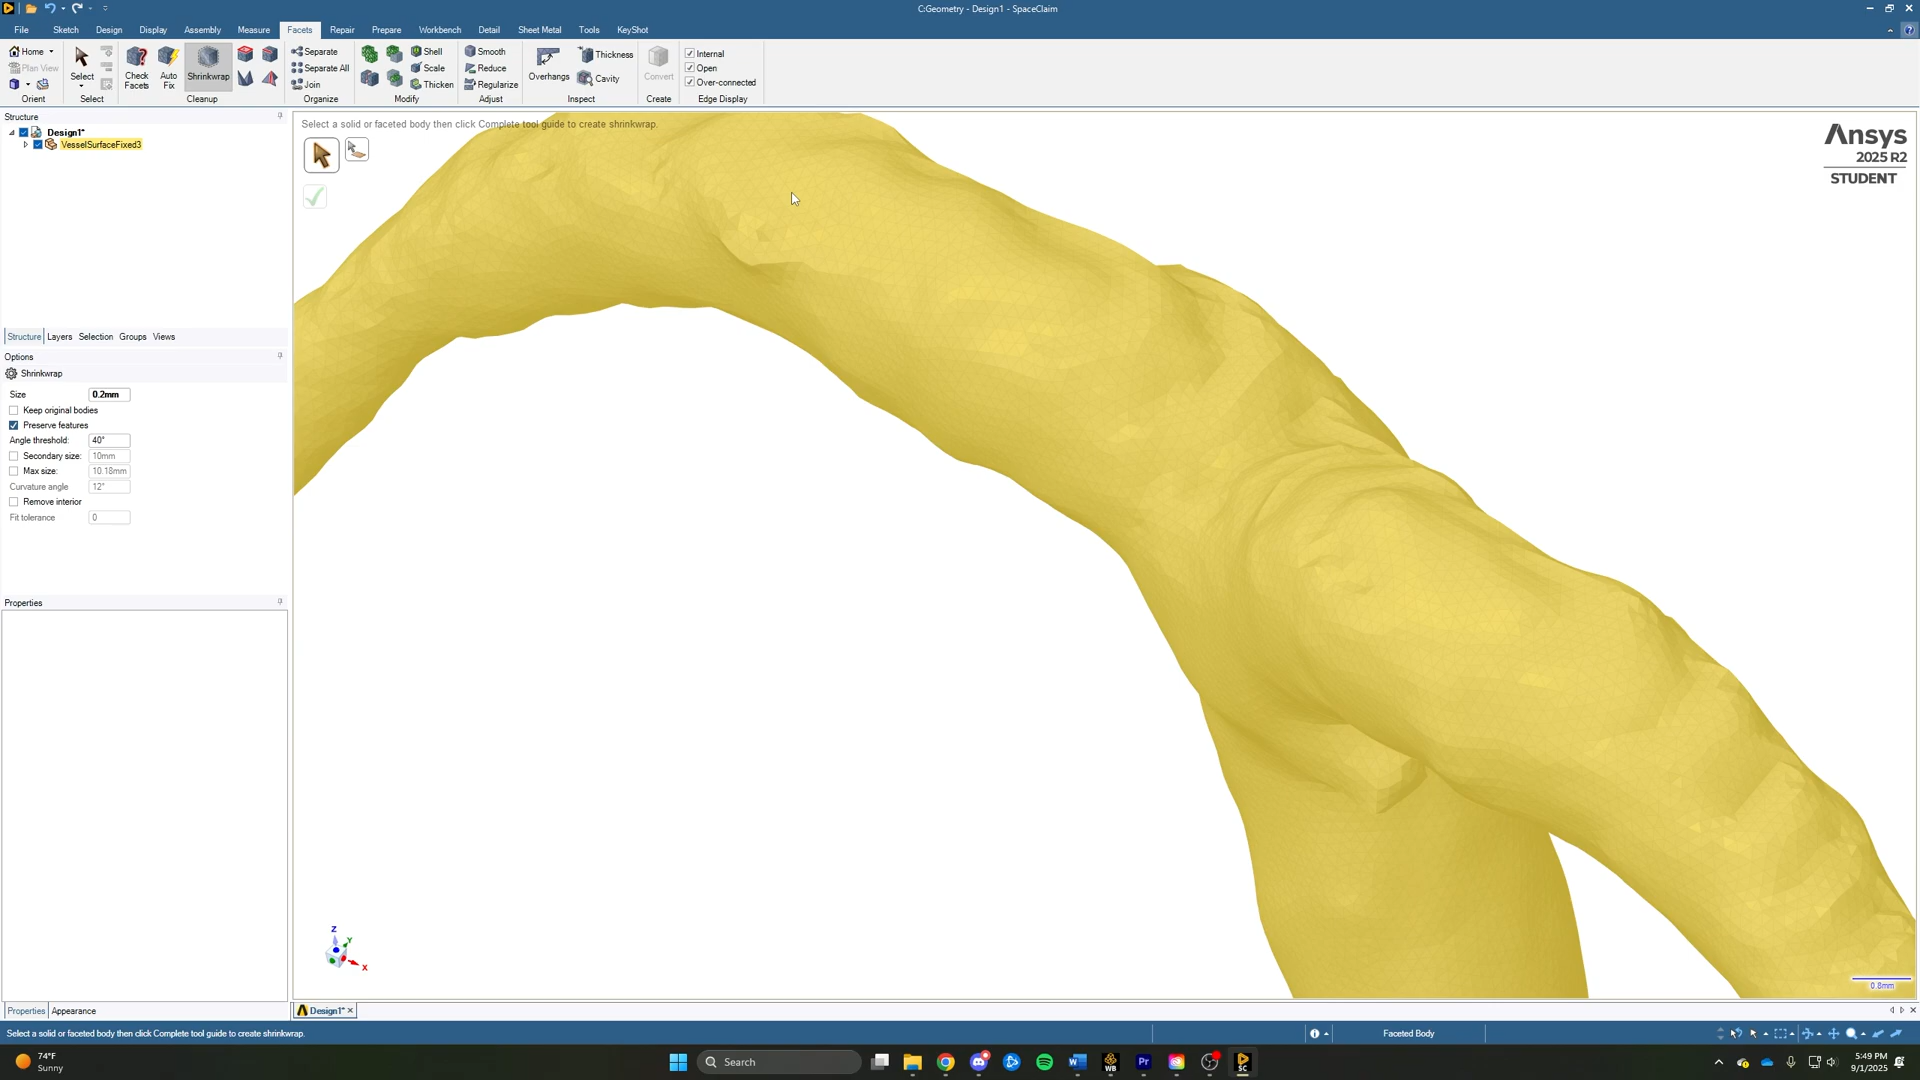 C:Geometry - Design1 - SpaceClaim
File Sketch Design Display Assembly Measure Facets Repair Prepare Workbench Detail Sheet Metal Tools KeyShot
Home
Plan View
Orient
Select
Select
Check Facets
Auto Fix
Shrinkwrap
Cleanup
Separate
Separate All
Join
Organize
Shell
Scale
Thicken
Modify
Smooth
Reduce
Regularize
Adjust
Overhangs
Thickness
Cavity
Inspect
Convert
Create
Internal
Open
Over-connected
Edge Display
Structure
Design1*
VesselSurfaceFixed3
Structure Layers Selection Groups Views
Options
Shrinkwrap
Size 0.2mm
Keep original bodies
Preserve features
Angle threshold: 40°
Secondary size: 10mm
Max size: 10.18mm
Curvature angle 12°
Remove interior
Fit tolerance 0
Properties
Properties Appearance
Select a solid or faceted body then click Complete tool guide to create shrinkwrap.
Ansys
2025 R2
STUDENT
Z
Y
X
0.8mm
Design1*
Select a solid or faceted body then click Complete tool guide to create shrinkwrap.
Faceted Body
74°F
Sunny
Search
WB
Pr
SC
5:49 PM
9/1/2025